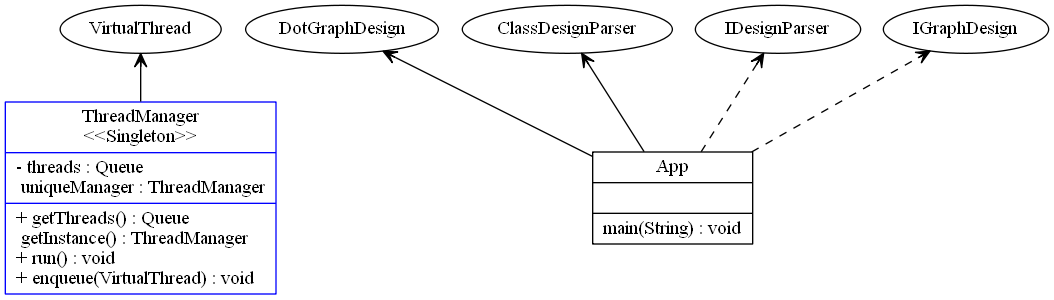 VirtualThread
DotGraphDesign
ClassDesignParser
IDesignParser
IGraphDesign
ThreadManager
<<Singleton>>
- threads : Queue
uniqueManager : ThreadManager
+ getThreads() : Queue
getInstance() : ThreadManager
+ run() : void
+ enqueue(VirtualThread) : void
App
main(String) : void